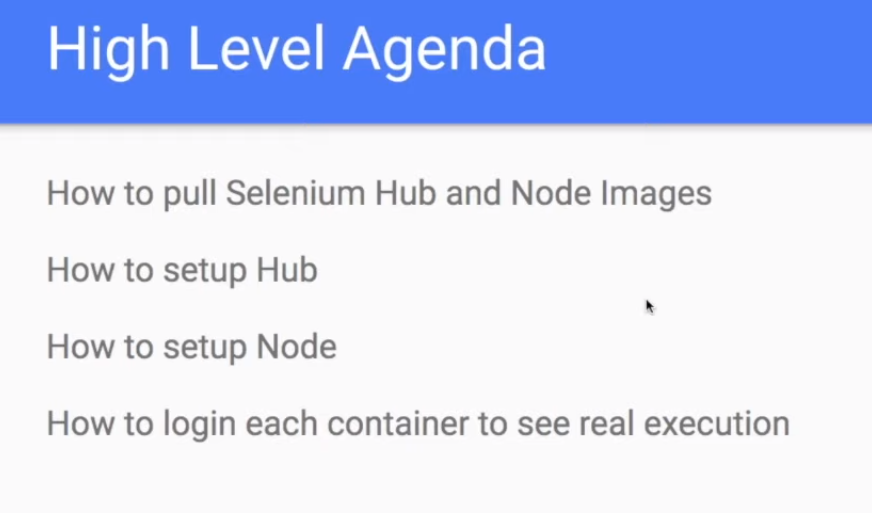 High Level Agenda
How to pull Selenium Hub and Node Images
How to setup Hub
How to setup Node
How to login each container to see real execution